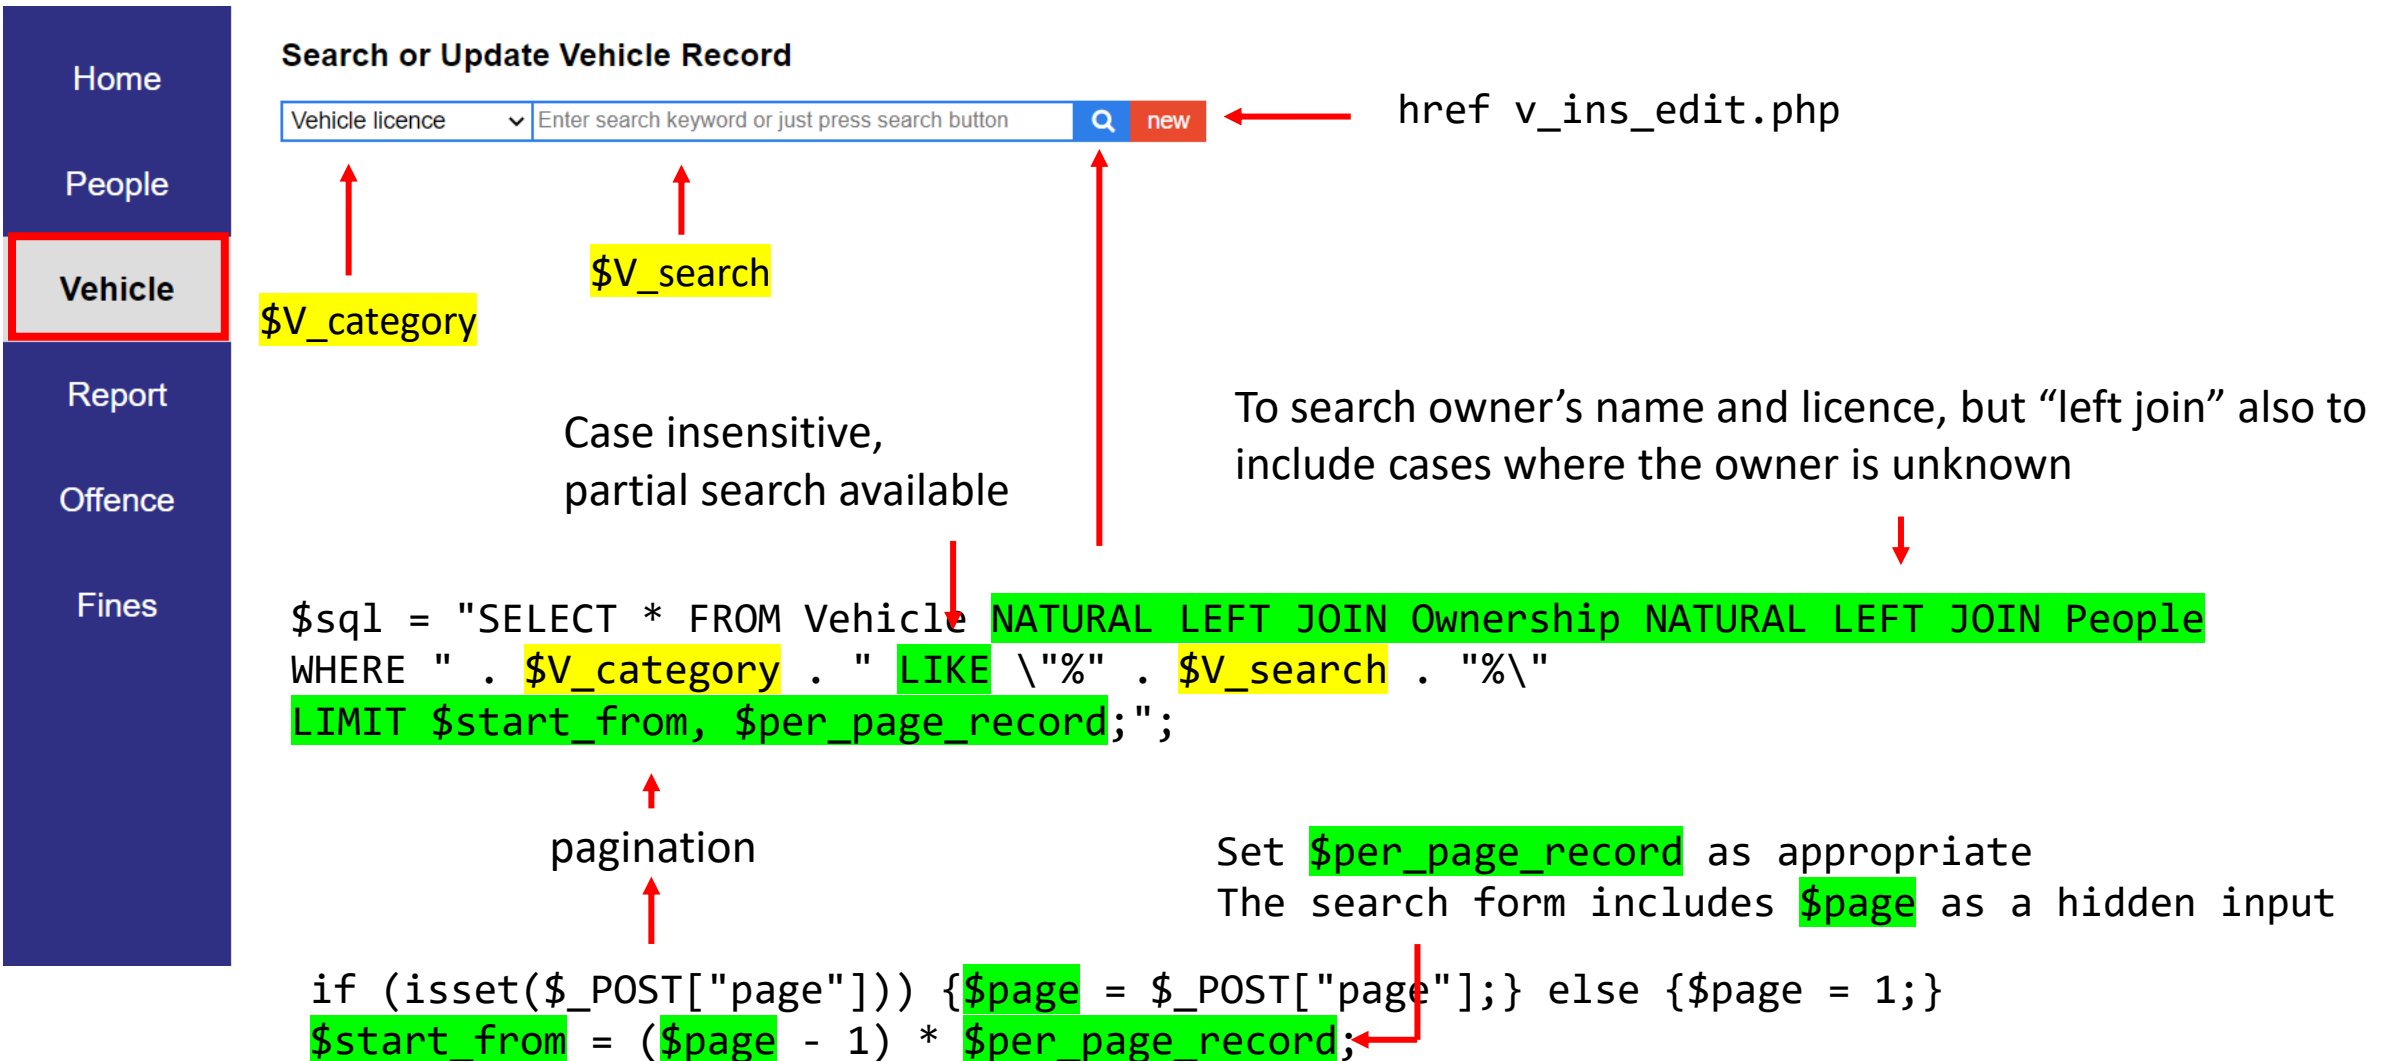 Home
People
Vehicle
Report
Offence
Fines
Search or Update Vehicle Record
Vehicle licence
Enter search keyword or just press search button
new
href v_ins_edit.php
$V_category
$V_search
Case insensitive,
partial search available
To search owner’s name and licence, but “left join” also to
include cases where the owner is unknown
$sql = "SELECT * FROM Vehicle NATURAL LEFT JOIN Ownership NATURAL LEFT JOIN People
WHERE " . $V_category . " LIKE \"%" . $V_search . "%\"
LIMIT $start_from, $per_page_record;";
pagination
Set $per_page_record as appropriate
The search form includes $page as a hidden input
if (isset($_POST["page"])) {$page = $_POST["page"];} else {$page = 1;}
$start_from = ($page - 1) * $per_page_record;